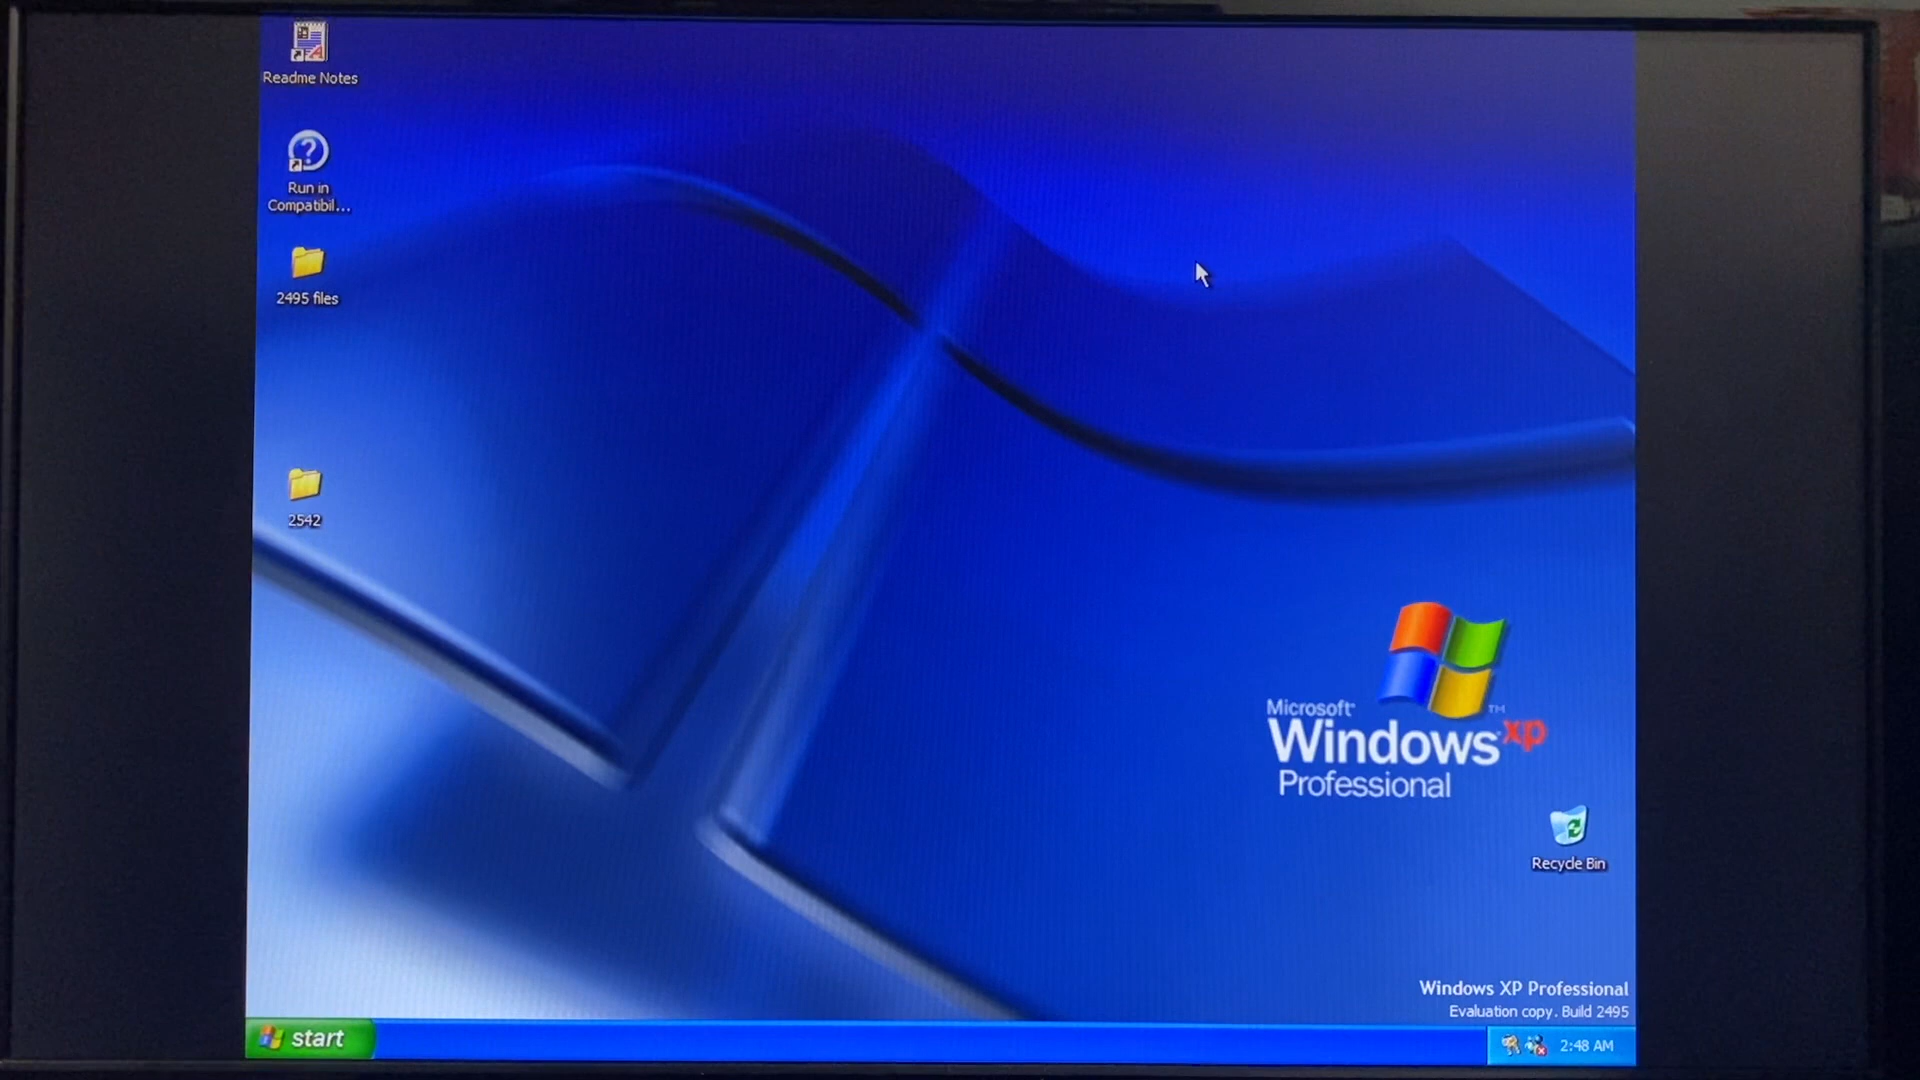 Readme Notes
Run in
Compatibil...
2495 files
2542
Microsoft®
Windows xp
TM
Professional
Recycle Bin
Windows XP Professional
Evaluation copy. Build 2495
start
2:48 AM